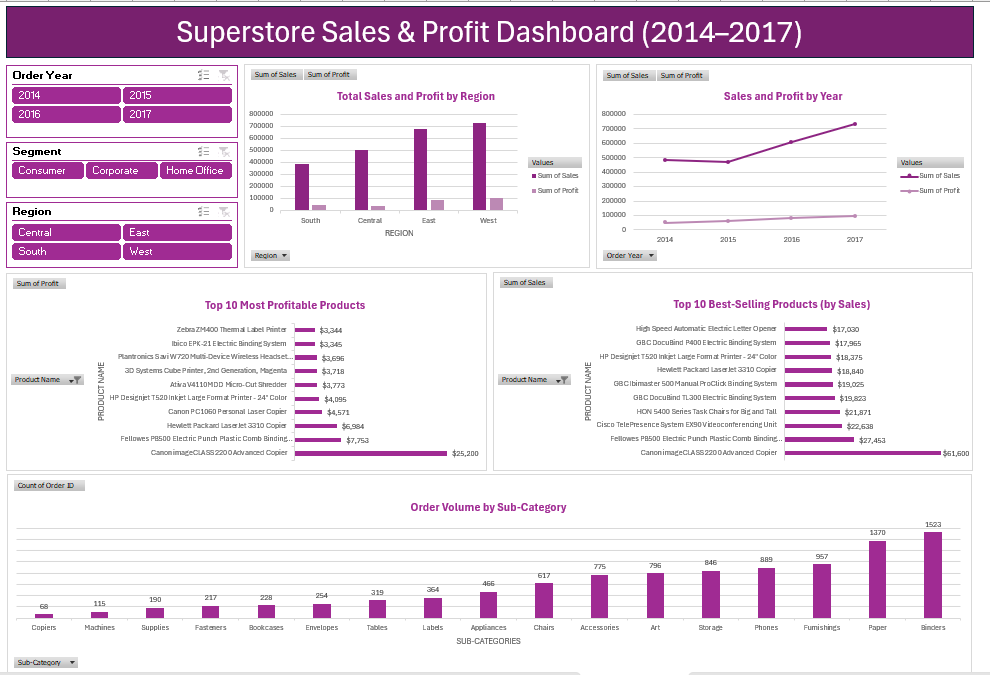 Superstore Sales & Profit Dashboard (2014–2017)
Order Year
2014 2015
2016 2017
Segment
Consumer Corporate Home Office
Region
Central East
South West
Sum of Sales Sum of Profit
Total Sales and Profit by Region
800000
700000
600000
500000
400000
300000
200000
100000
0
South Central East West
REGION
Values
Sum of Sales
Sum of Profit
Region
Sum of Sales Sum of Profit
Sales and Profit by Year
800000
700000
600000
500000
400000
300000
200000
100000
0
2014 2015 2016 2017
Values
Sum of Sales
Sum of Profit
Order Year
Sum of Profit
Top 10 Most Profitable Products
Product Name
PRODUCT NAME
Zebra ZM400 Thermal Label Printer $3,344
Ibico EPK-21 Electric Binding System $3,345
Plantronics Savi W720 Multi-Device Wireless Headset... $3,696
3D Systems Cube Printer, 2nd Generation, Magenta $3,718
Ativa V4110MDD Micro-Cut Shredder $3,773
HP Designjet T520 Inkjet Large Format Printer - 24" Color $4,095
Canon PC1060 Personal Laser Copier $4,571
Hewlett Packard LaserJet 3310 Copier $6,984
Fellowes PB500 Electric Punch Plastic Comb Binding... $7,753
Canon imageCLASS 2200 Advanced Copier $25,200
Sum of Sales
Top 10 Best-Selling Products (by Sales)
Product Name
PRODUCT NAME
High Speed Automatic Electric Letter Opener $17,030
GBC DocuBind P400 Electric Binding System $17,965
HP Designjet T520 Inkjet Large Format Printer - 24" Color $18,375
Hewlett Packard LaserJet 3310 Copier $18,840
GBC Ibimaster 500 Manual ProClick Binding System $19,025
GBC DocuBind TL300 Electric Binding System $19,823
HON 5400 Series Task Chairs for Big and Tall $21,871
Cisco TelePresence System EX90 Videoconferencing Unit $22,638
Fellowes PB500 Electric Punch Plastic Comb Binding... $27,453
Canon imageCLASS 2200 Advanced Copier $61,600
Count of Order ID
Order Volume by Sub-Category
68 115 190 217 228 254 319 364 466 617 775 796 846 889 957 1370 1523
Copiers Machines Supplies Fasteners Bookcases Envelopes Tables Labels Appliances Chairs Accessories Art Storage Phones Furnishings Paper Binders
SUB-CATEGORIES
Sub-Category